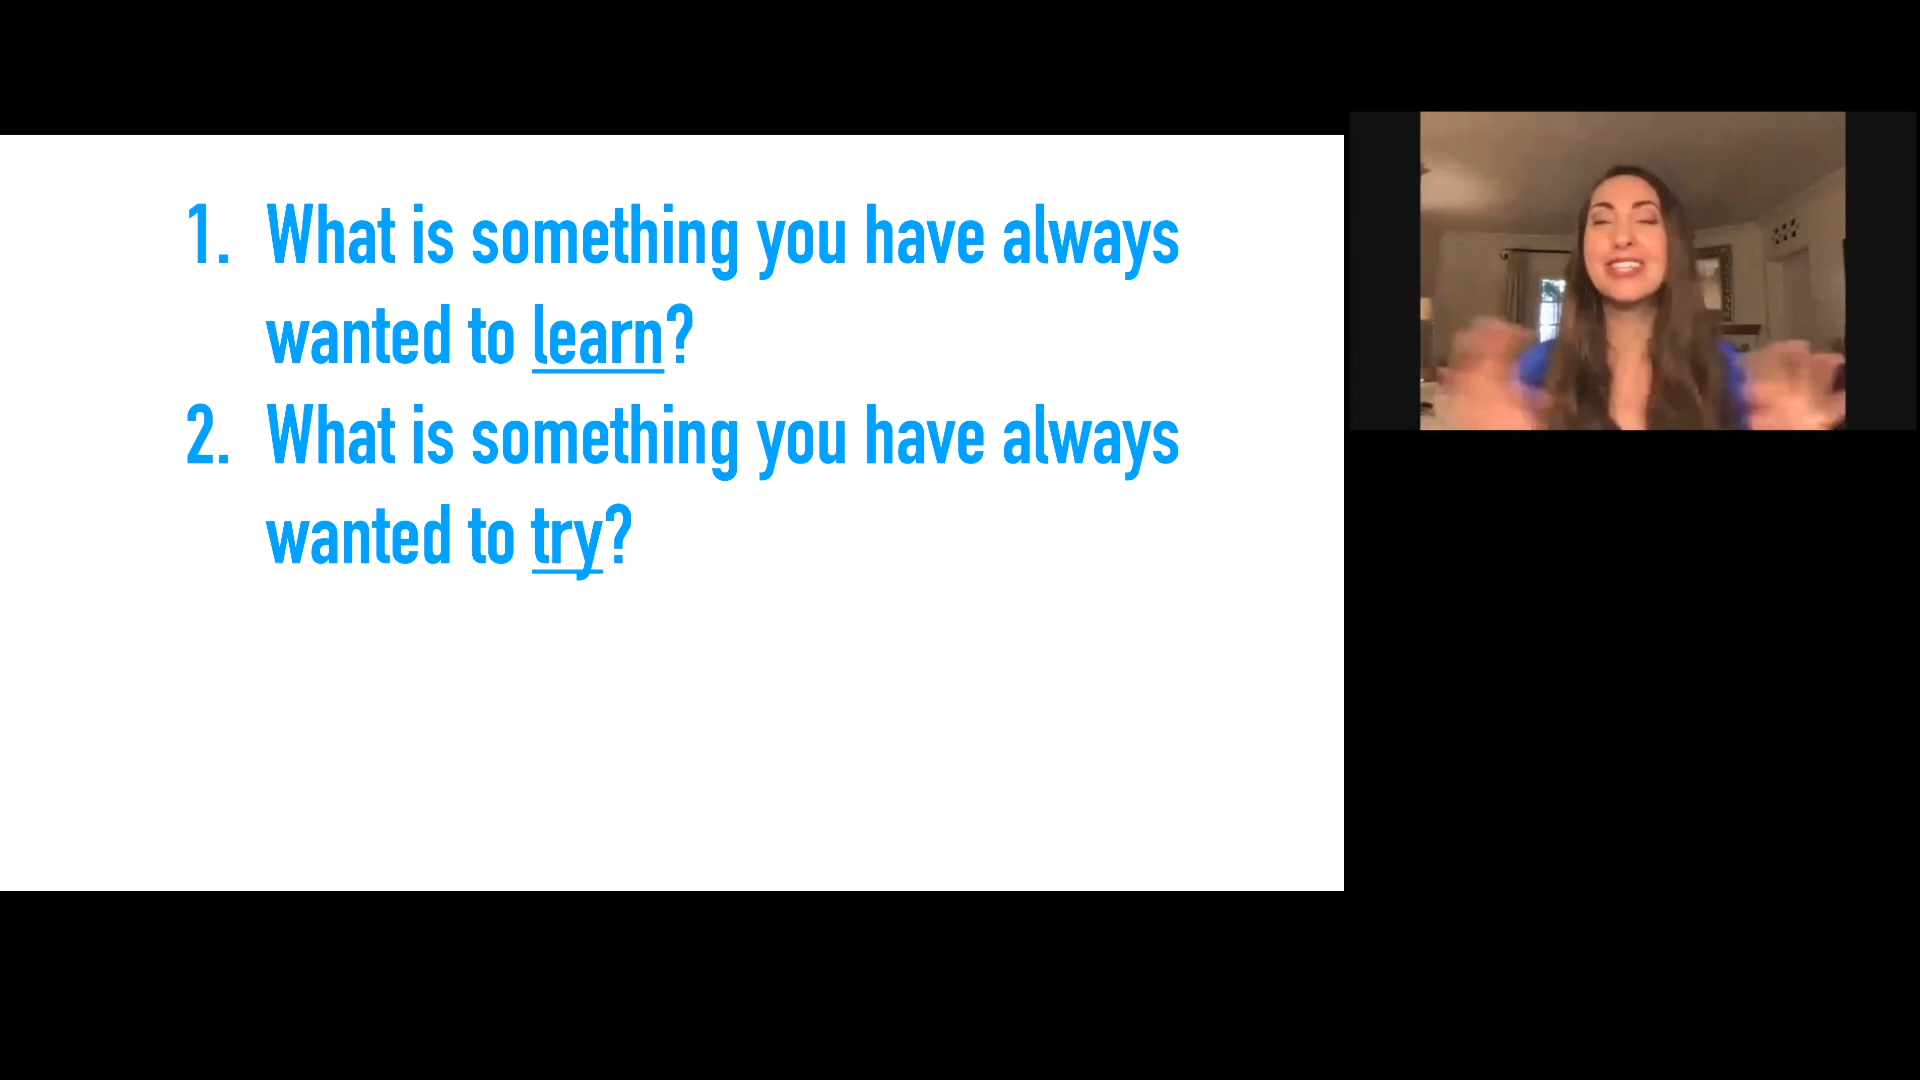 1. What is something you have always
wanted to learn?
2. What is something you have always
wanted to try?